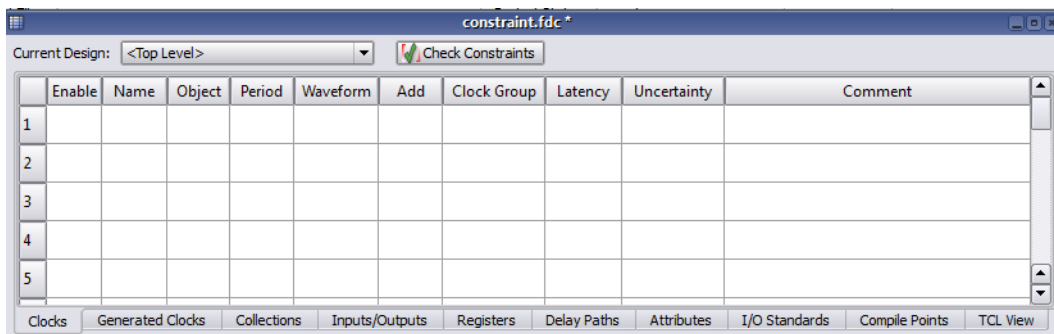 constraint.fdc *
Current Design: <Top Level> Check Constraints
Enable Name Object Period Waveform Add Clock Group Latency Uncertainty Comment
1
2
3
4
5
Clocks Generated Clocks Collections Inputs/Outputs Registers Delay Paths Attributes I/O Standards Compile Points TCL View